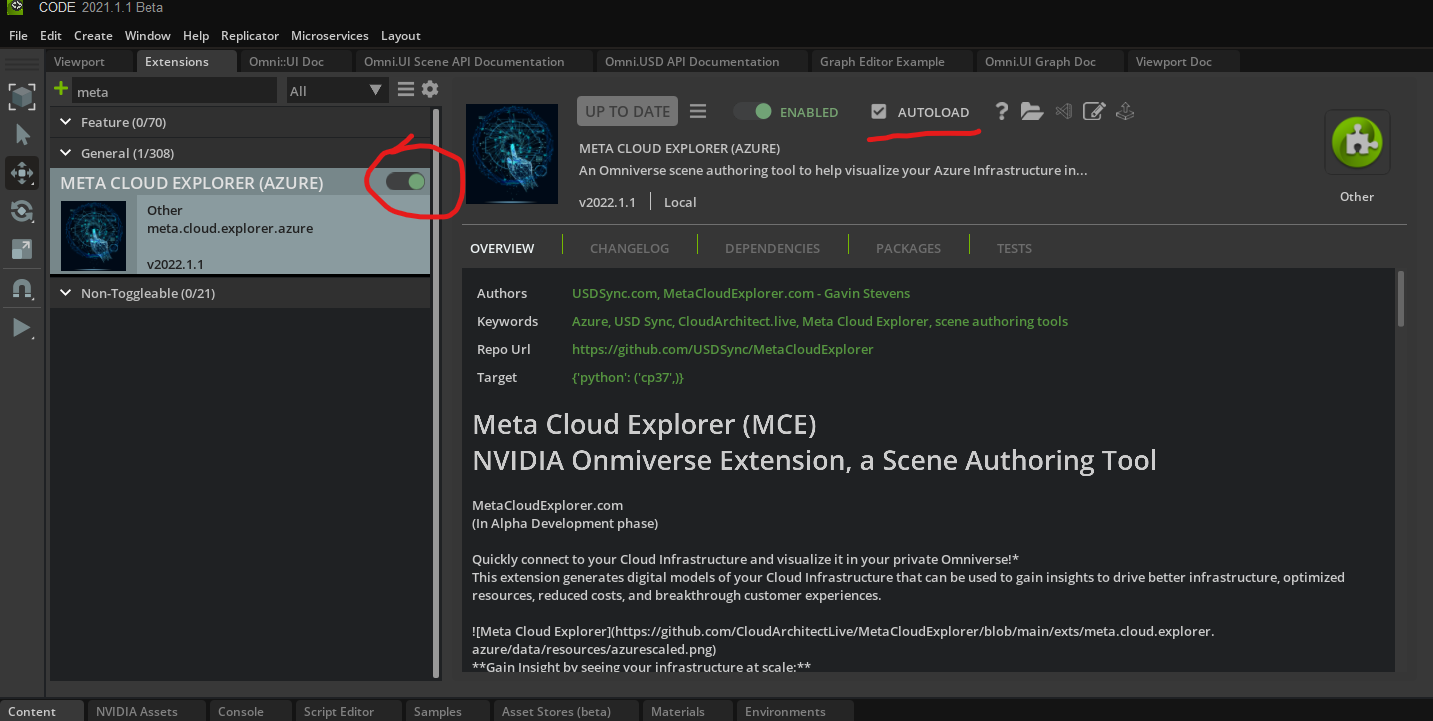 CODE 2021.1.1 Beta
File Edit Create Window Help Replicator Microservices Layout
Viewport Extensions Omni::UI Doc Omni.UI Scene API Documentation Omni.USD API Documentation Graph Editor Example Omni.UI Graph Doc Viewport Doc
meta All
Feature (0/70)
General (1/308)
META CLOUD EXPLORER (AZURE)
Other
meta.cloud.explorer.azure
v2022.1.1
Non-Toggleable (0/21)
UP TO DATE ENABLED AUTOLOAD ?
META CLOUD EXPLORER (AZURE)
An Omniverse scene authoring tool to help visualize your Azure Infrastructure in...
v2022.1.1 Local
Other
OVERVIEW CHANGELOG DEPENDENCIES PACKAGES TESTS
Authors USDSync.com, MetaCloudExplorer.com - Gavin Stevens
Keywords Azure, USD Sync, CloudArchitect.live, Meta Cloud Explorer, scene authoring tools
Repo Url https://github.com/USDSync/MetaCloudExplorer
Target {'python': ('cp37',)}
Meta Cloud Explorer (MCE)
NVIDIA Onmiverse Extension, a Scene Authoring Tool
MetaCloudExplorer.com
(In Alpha Development phase)
Quickly connect to your Cloud Infrastructure and visualize it in your private Omniverse!*
This extension generates digital models of your Cloud Infrastructure that can be used to gain insights to drive better infrastructure, optimized
resources, reduced costs, and breakthrough customer experiences.
![Meta Cloud Explorer](https://github.com/CloudArchitectLive/MetaCloudExplorer/blob/main/exts/meta.cloud.explorer.
azure/data/resources/azurescaled.png)
**Gain Insight by seeing your infrastructure at scale:**
Content NVIDIA Assets Console Script Editor Samples Asset Stores (beta) Materials Environments